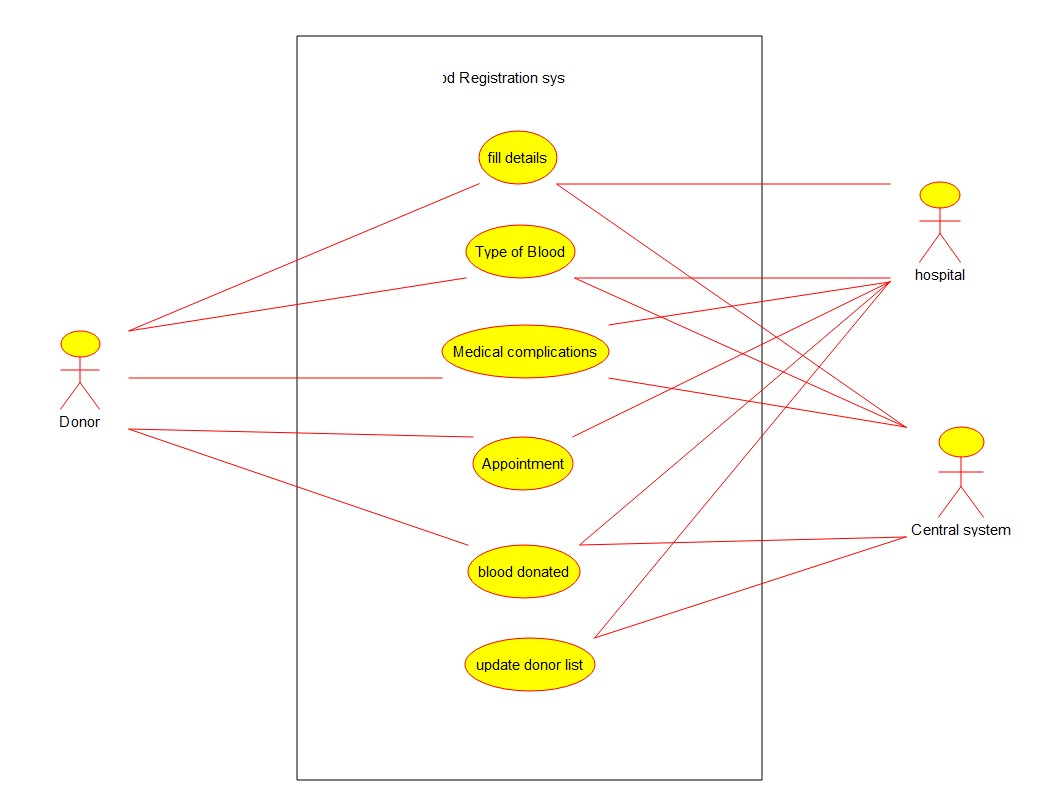 od Registration sys
fill details
Type of Blood
hospital
Medical complications
Donor
Appointment
Central system
blood donated
update donor list